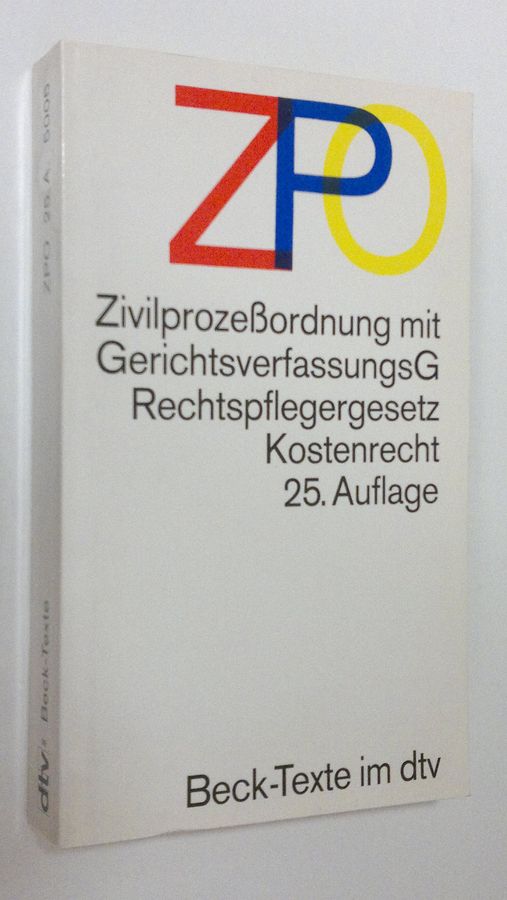 ZPO
Zivilprozeßordnung mit
GerichtsverfassungsG
Rechtspflegergesetz
Kostenrecht
25. Auflage
Beck-Texte im dtv
ZPO 25. A. 5005
dtv Beck-Texte